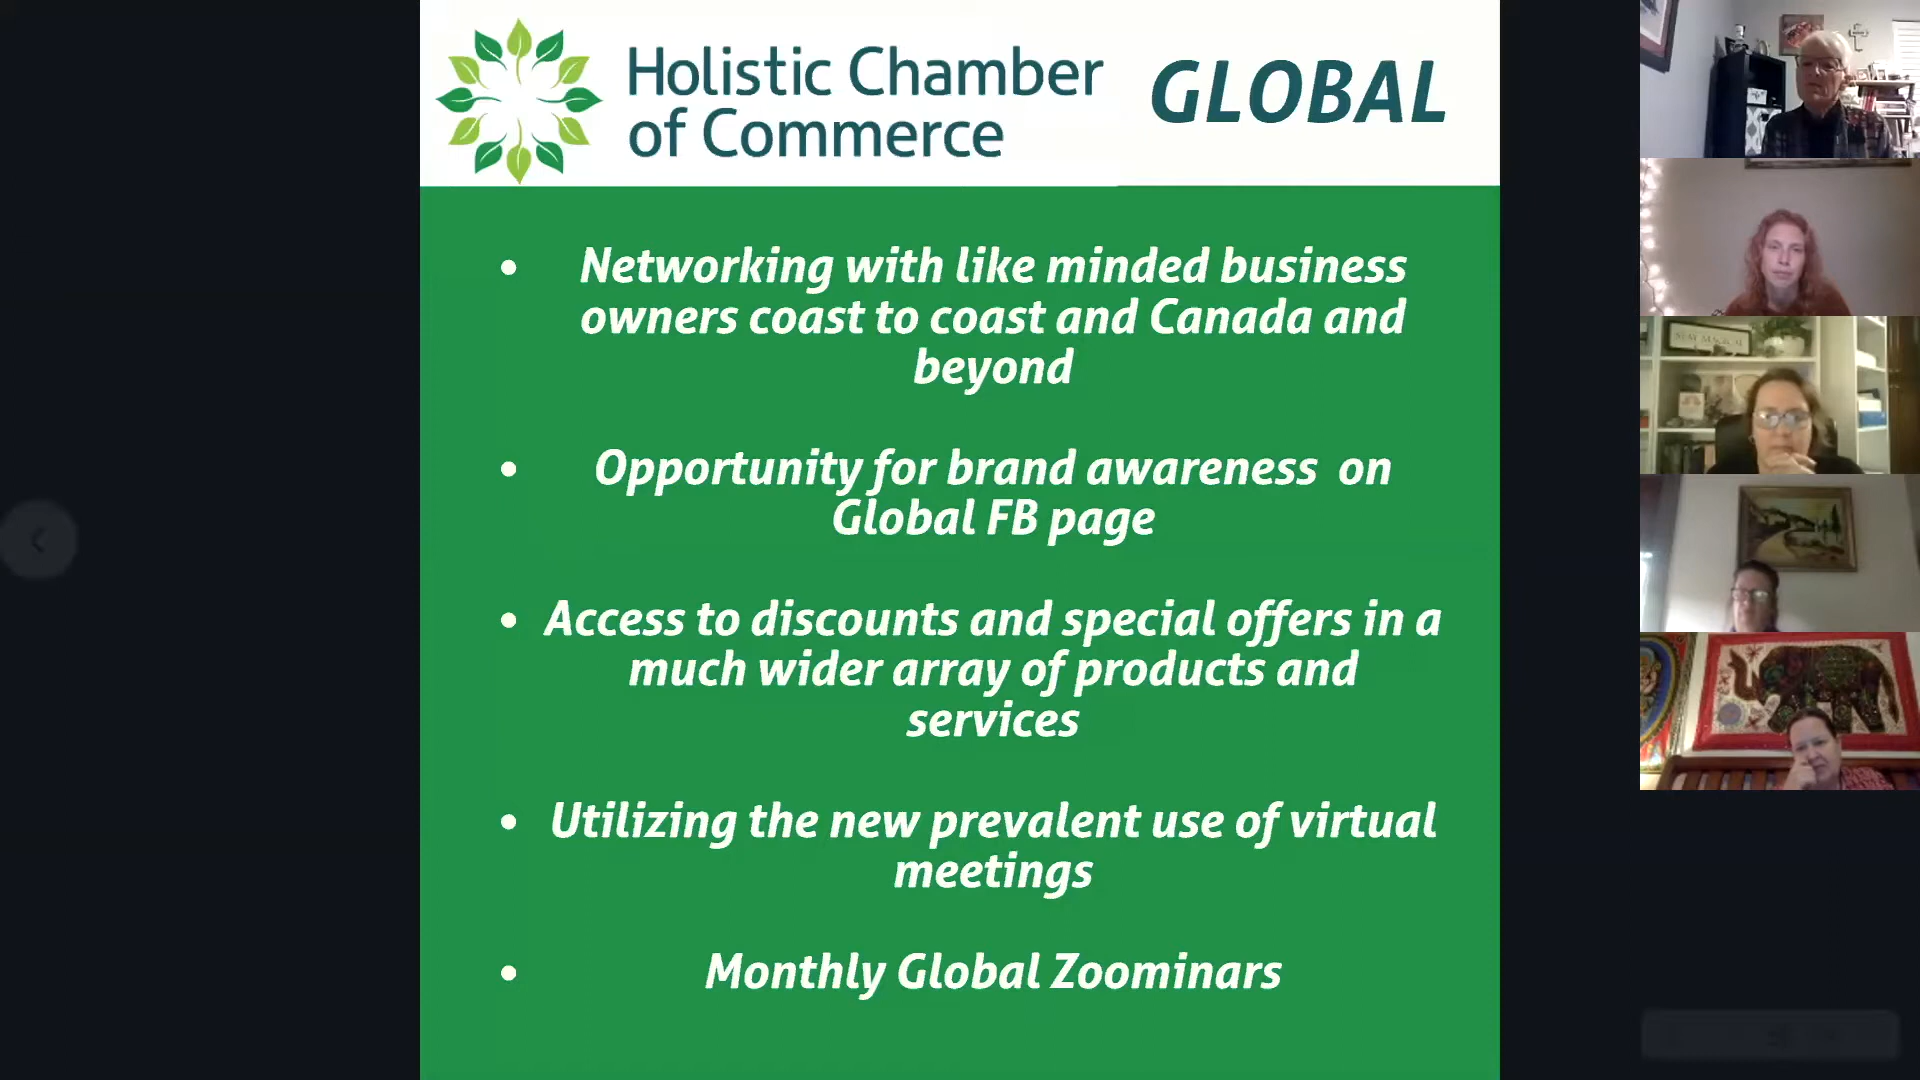 Holistic Chamber
of Commerce
GLOBAL
• Networking with like minded business
owners coast to coast and Canada and
beyond
• Opportunity for brand awareness on
Global FB page
• Access to discounts and special offers in a
much wider array of products and
services
• Utilizing the new prevalent use of virtual
meetings
• Monthly Global Zoominars
STAY MAGICAL